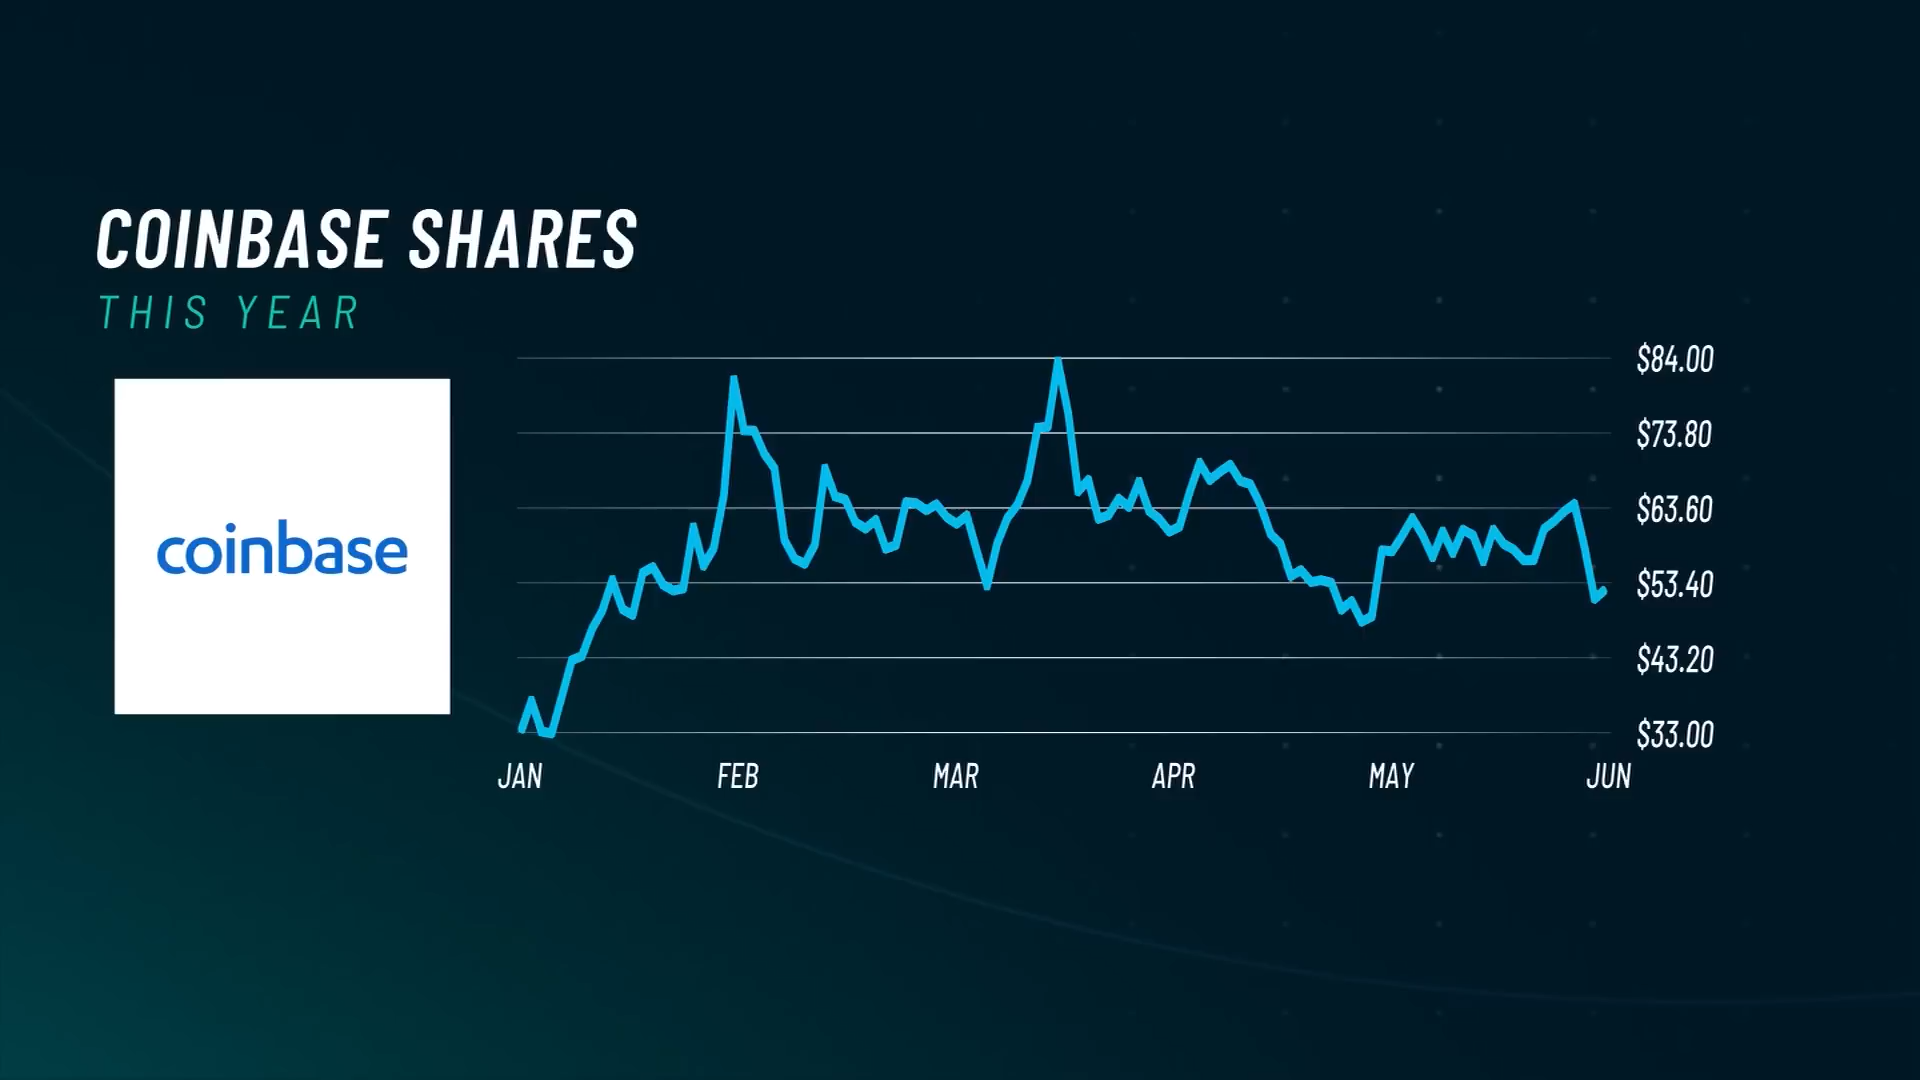 COINBASE SHARES
THIS YEAR
coinbase
$84.00
$73.80
$63.60
$53.40
$43.20
$33.00
JAN FEB MAR APR MAY JUN